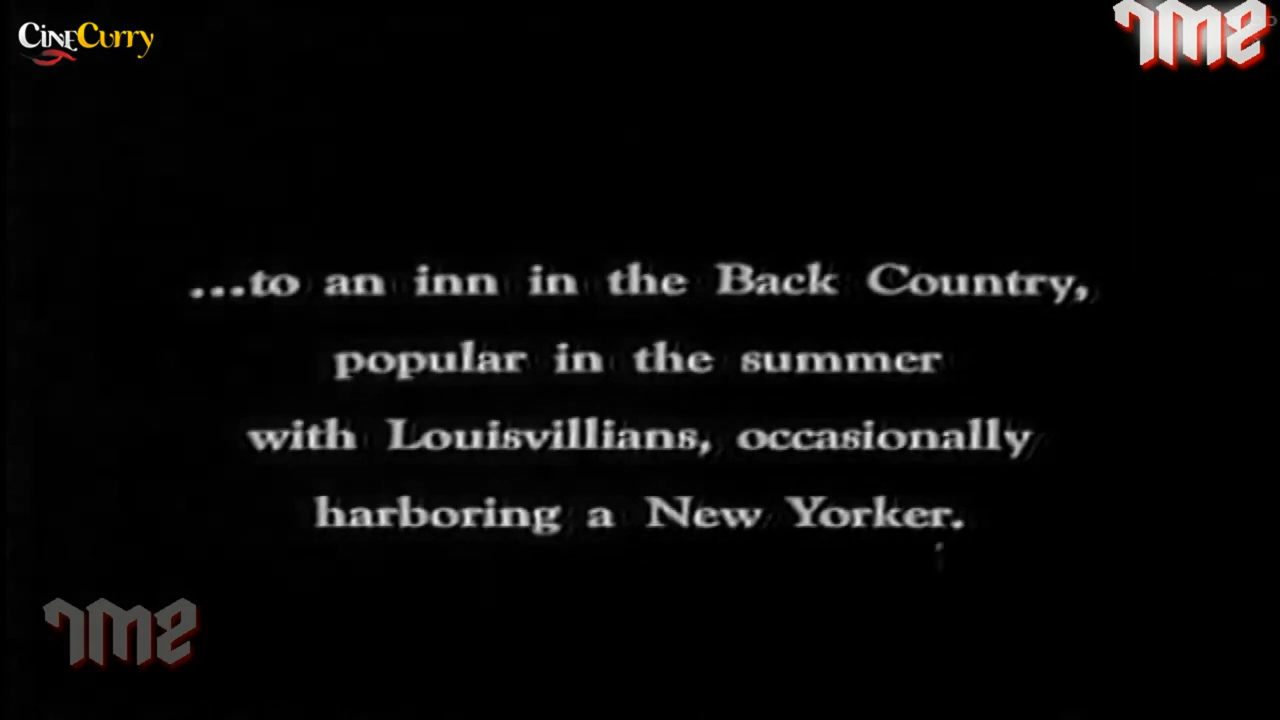 CineCurry
...to an inn in the Back Country,
popular in the summer
with Louisvillians, occasionally
harboring a New Yorker.